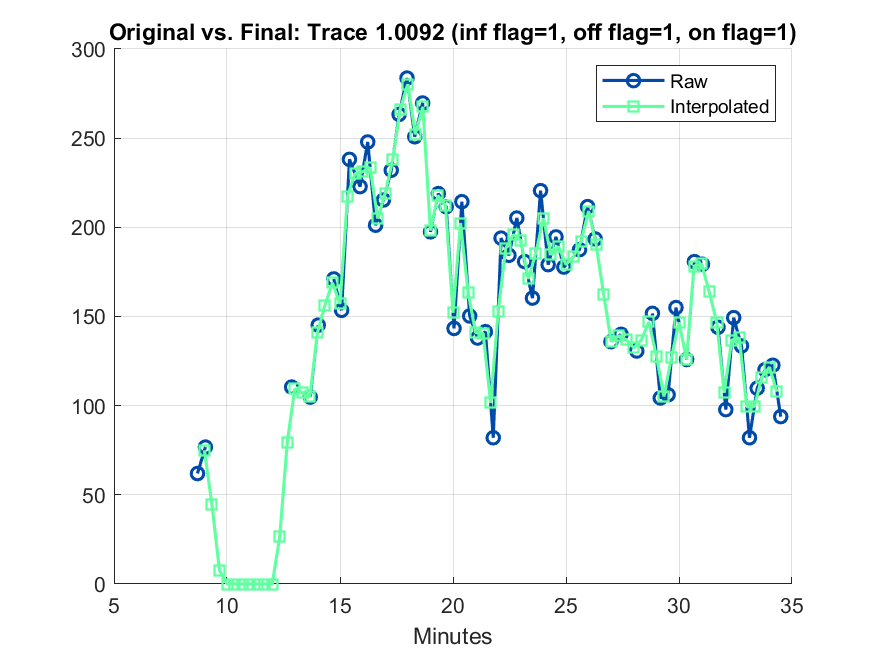 Original vs. Final: Trace 1.0092 (inf flag=1, off flag=1, on flag=1)
300
Raw
Interpolated
250
200
150
100
50
0
5 10 15 20 25 30 35
Minutes